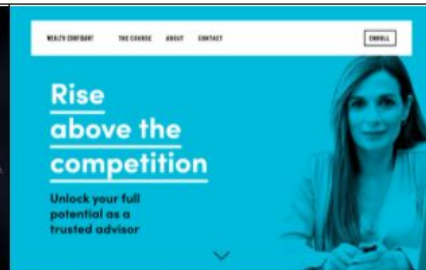 WEALTH CONFIDANT THE COURSE ABOUT CONTACT ENROLL
Rise
above the
competition
Unlock your full
potential as a
trusted advisor